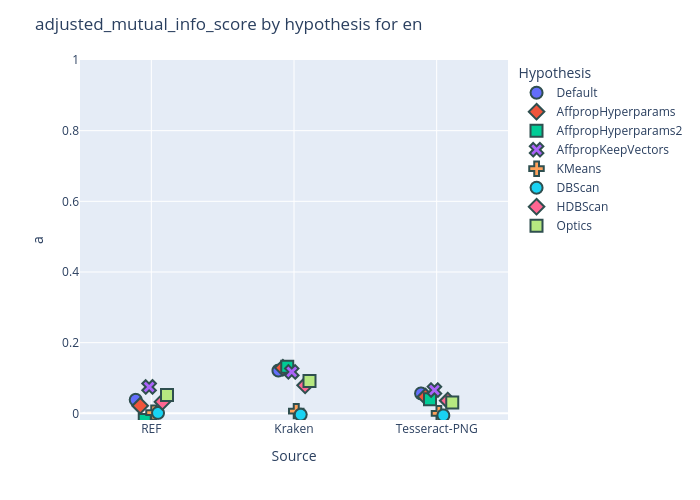 adjusted_mutual_info_score by hypothesis for en
Hypothesis
Default
AffpropHyperparams
AffpropHyperparams2
AffpropKeepVectors
KMeans
DBScan
HDBScan
Optics
a
1
0.8
0.6
0.4
0.2
0
REF
Kraken
Tesseract-PNG
Source